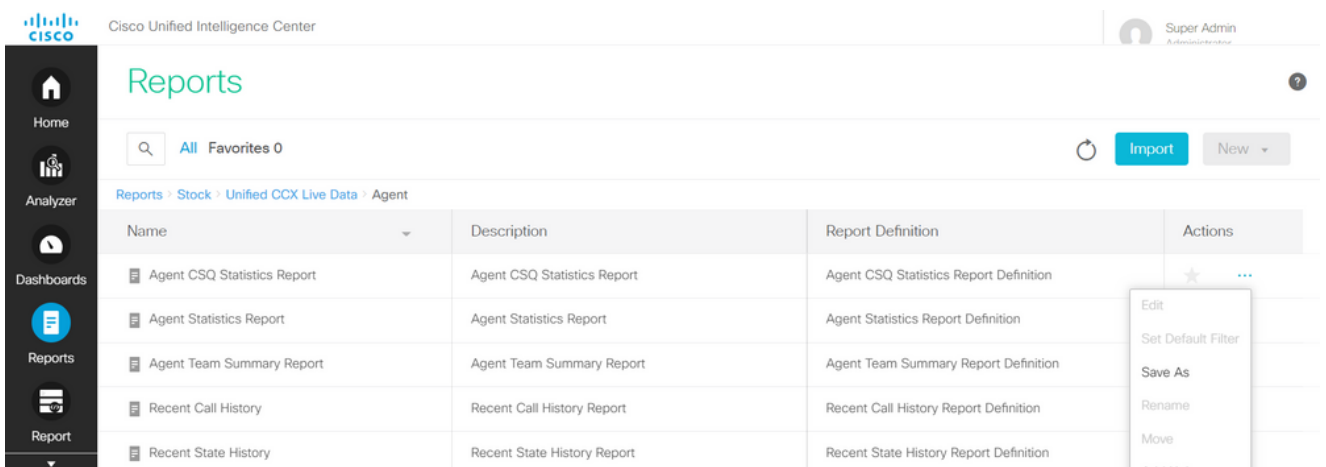 CISCO
Cisco Unified Intelligence Center
Super Admin
Administrator
Home
Analyzer
Dashboards
Reports
Report
Reports
?
All Favorites 0
Import
New
Reports > Stock > Unified CCX Live Data > Agent
Name Description Report Definition Actions
Agent CSQ Statistics Report Agent CSQ Statistics Report Agent CSQ Statistics Report Definition ...
Agent Statistics Report Agent Statistics Report Agent Statistics Report Definition
Agent Team Summary Report Agent Team Summary Report Agent Team Summary Report Definition
Recent Call History Recent Call History Report Recent Call History Report Definition
Recent State History Recent State History Report Recent State History Report Definition
Edit
Set Default Filter
Save As
Rename
Move